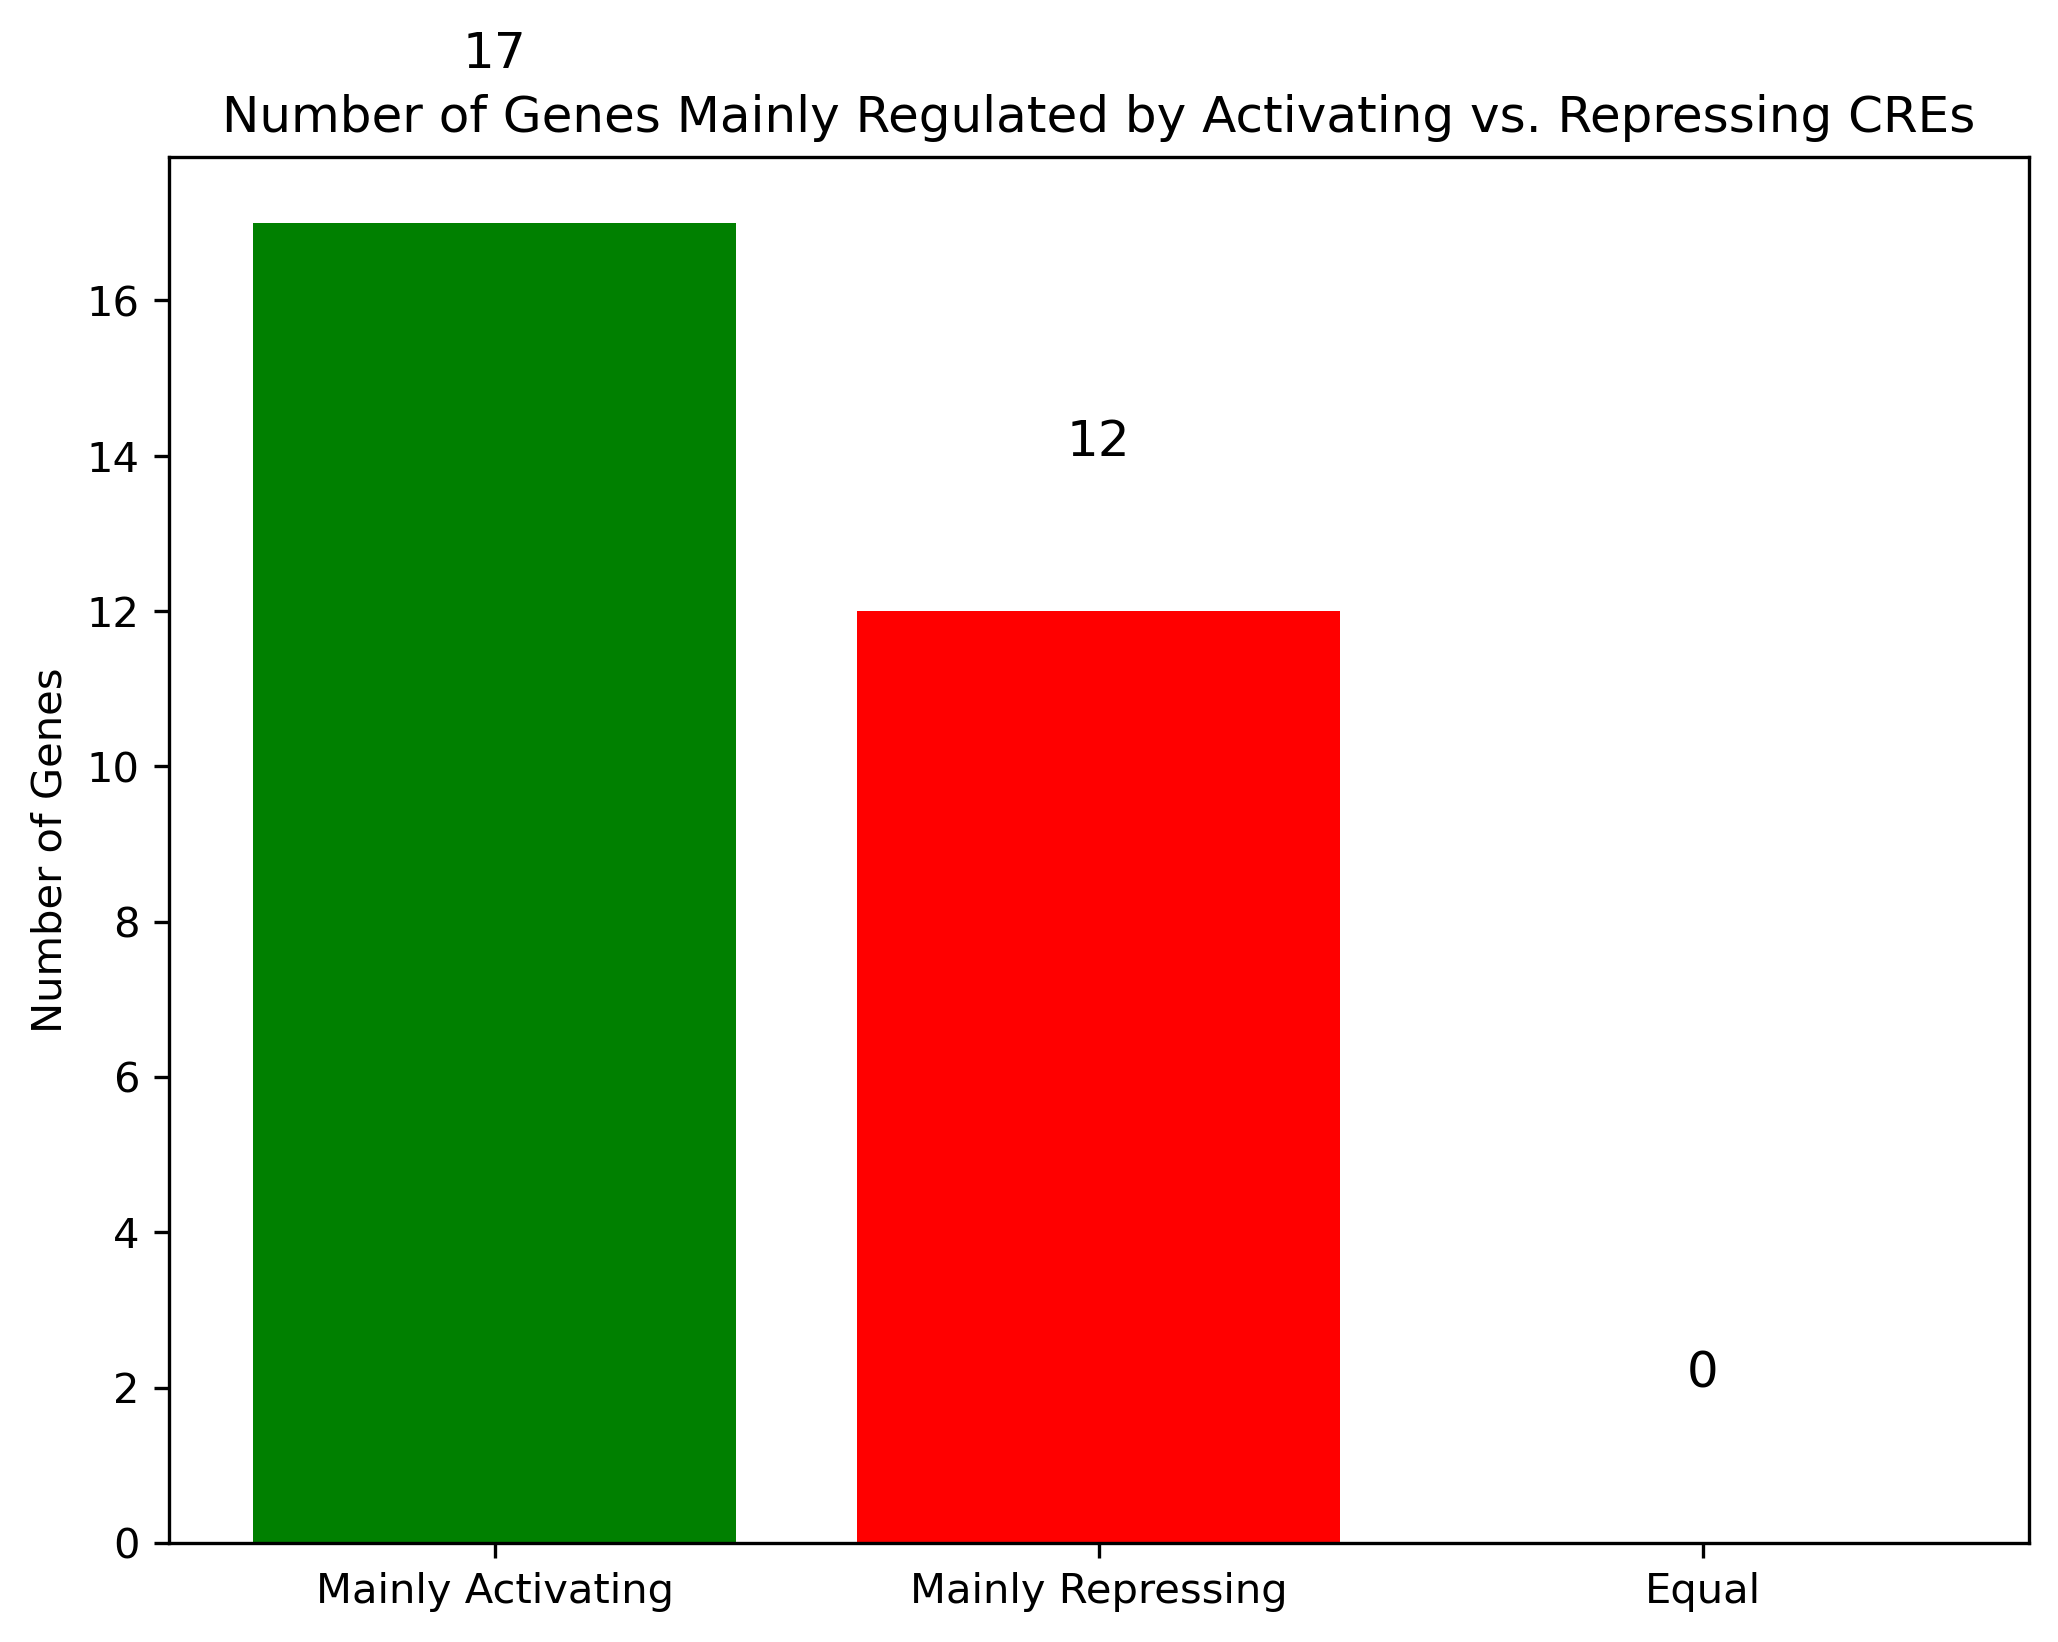 17
Number of Genes Mainly Regulated by Activating vs. Repressing CREs
16
14
12
10
8
6
4
2
0
Number of Genes
12
0
Mainly Activating
Mainly Repressing
Equal